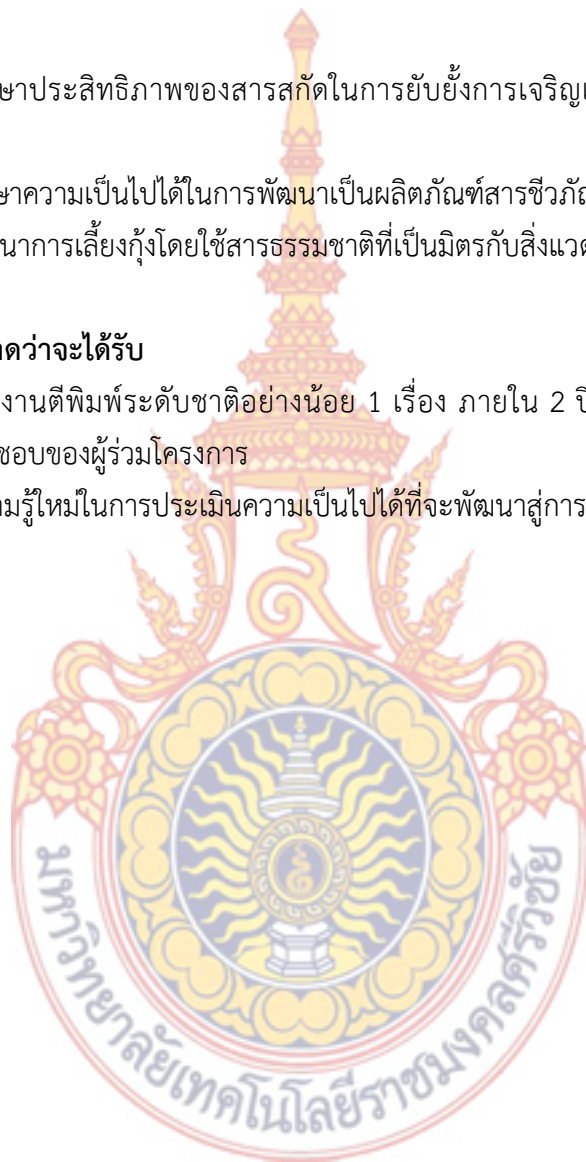 ษาประสิทธิภาพของสารสกัดในการยับยั้งการเจริญเ
ษาความเป็นไปได้ในการพัฒนาเป็นผลิตภัณฑ์สารชีวภัณ
นาการเลี้ยงกุ้งโดยใช้สารธรรมชาติที่เป็นมิตรกับสิ่งแวด
าดว่าจะได้รับ
งานตีพิมพ์ระดับชาติอย่างน้อย 1 เรื่อง ภายใน 2 ปี
ชอบของผู้ร่วมโครงการ
ามรู้ใหม่ในการประเมินความเป็นไปได้ที่จะพัฒนาสู่การ
มหาวิทยาลัยเทคโนโลยีราชมงคลศรีวิชัย